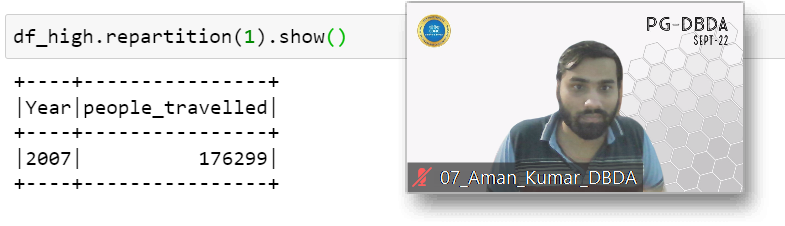 df_high.repartition(1).show()
+----+----------------+
|Year|people_travelled|
+----+----------------+
|2007|          176299|
+----+----------------+
PG-DBDA
SEPT-22
07_Aman_Kumar_DBDA